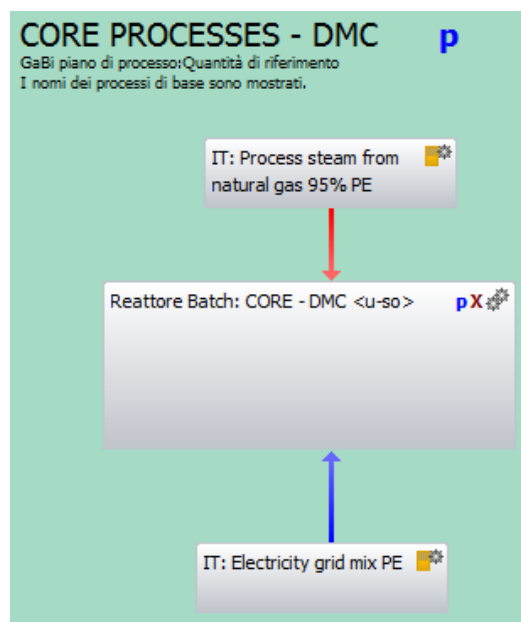 CORE PROCESSES - DMC p
GaBi piano di processo:Quantità di riferimento
I nomi dei processi di base sono mostrati.
IT: Process steam from
natural gas 95% PE
Reattore Batch: CORE - DMC <u-so> pX
IT: Electricity grid mix PE